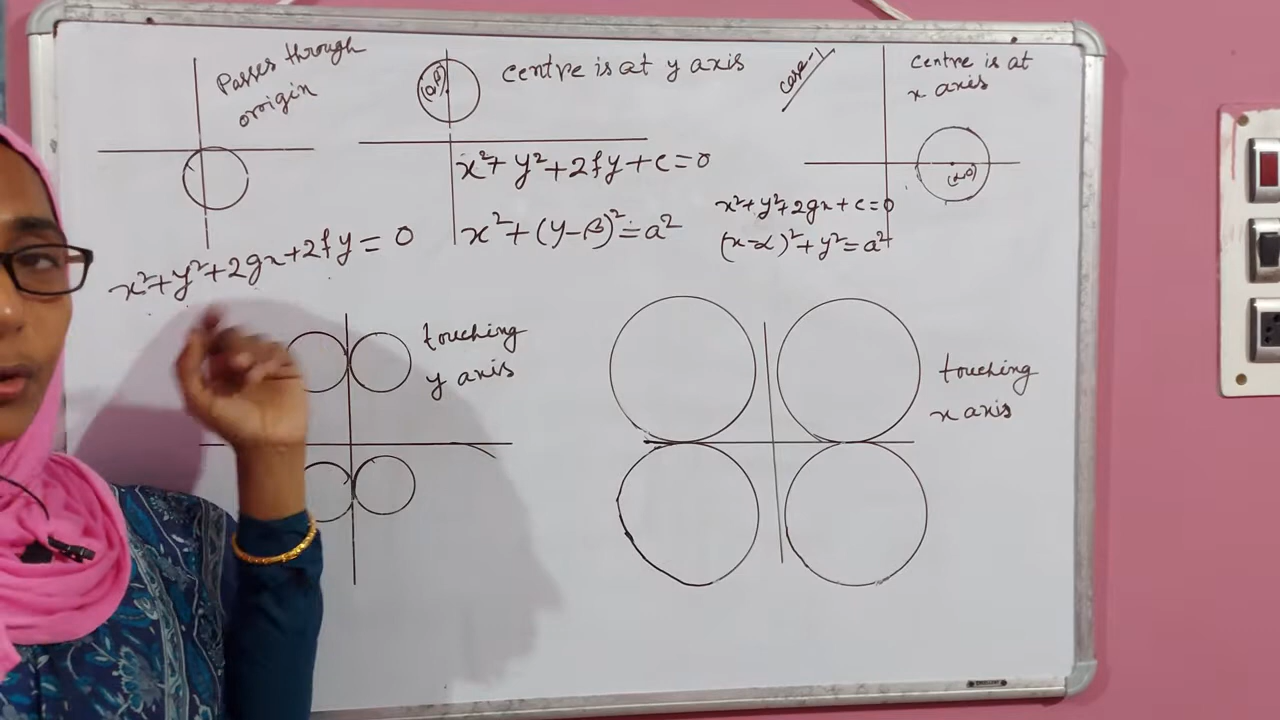 Passes through
orogin
x²+y²+2gx+2fy = 0
centre is at y axis
(0,β)
x²+y²+2fy+c=0
x²+(y-β)²=a²
case-1
centre is at
x axis
(α,0)
x²+y²+2gx+c=0
(x-α)²+y²=a²
touching
y axis
touching
x axis